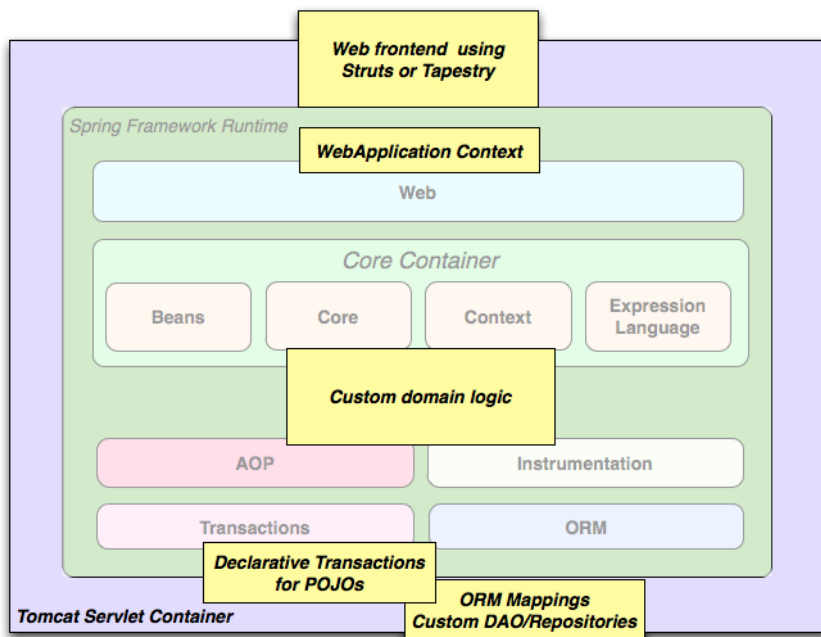 Web frontend using
Struts or Tapestry
Spring Framework Runtime
WebApplication Context
Web
Core Container
Beans
Core
Context
Expression
Language
Custom domain logic
AOP
Instrumentation
Transactions
ORM
Declarative Transactions
for POJOs
Tomcat Servlet Container
ORM Mappings
Custom DAO/Repositories